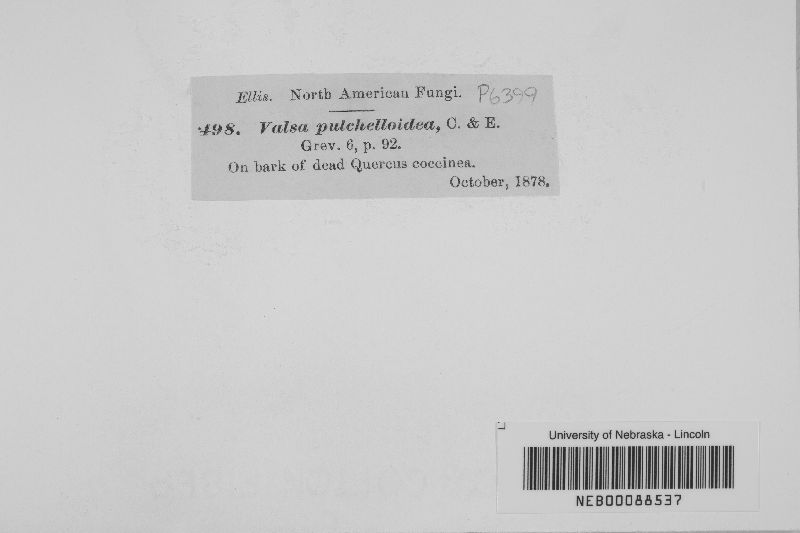 Ellis. North American Fungi. P6399
498. Valsa pulchelloidea, C. & E.
Grev. 6, p. 92.
On bark of dead Quercus coccinea.
October, 1878.
University of Nebraska - Lincoln
NEB00088537